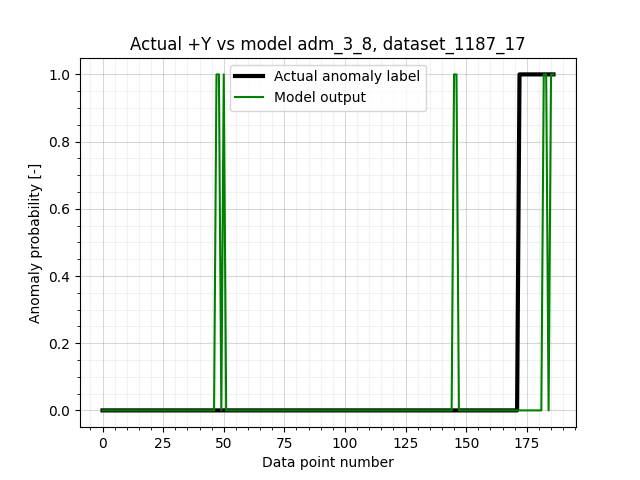 Actual +Y vs model adm_3_8, dataset_1187_17
Actual anomaly label
Model output
1.0
0.8
0.6
0.4
0.2
0.0
Anomaly probability [-]
0 25 50 75 100 125 150 175
Data point number